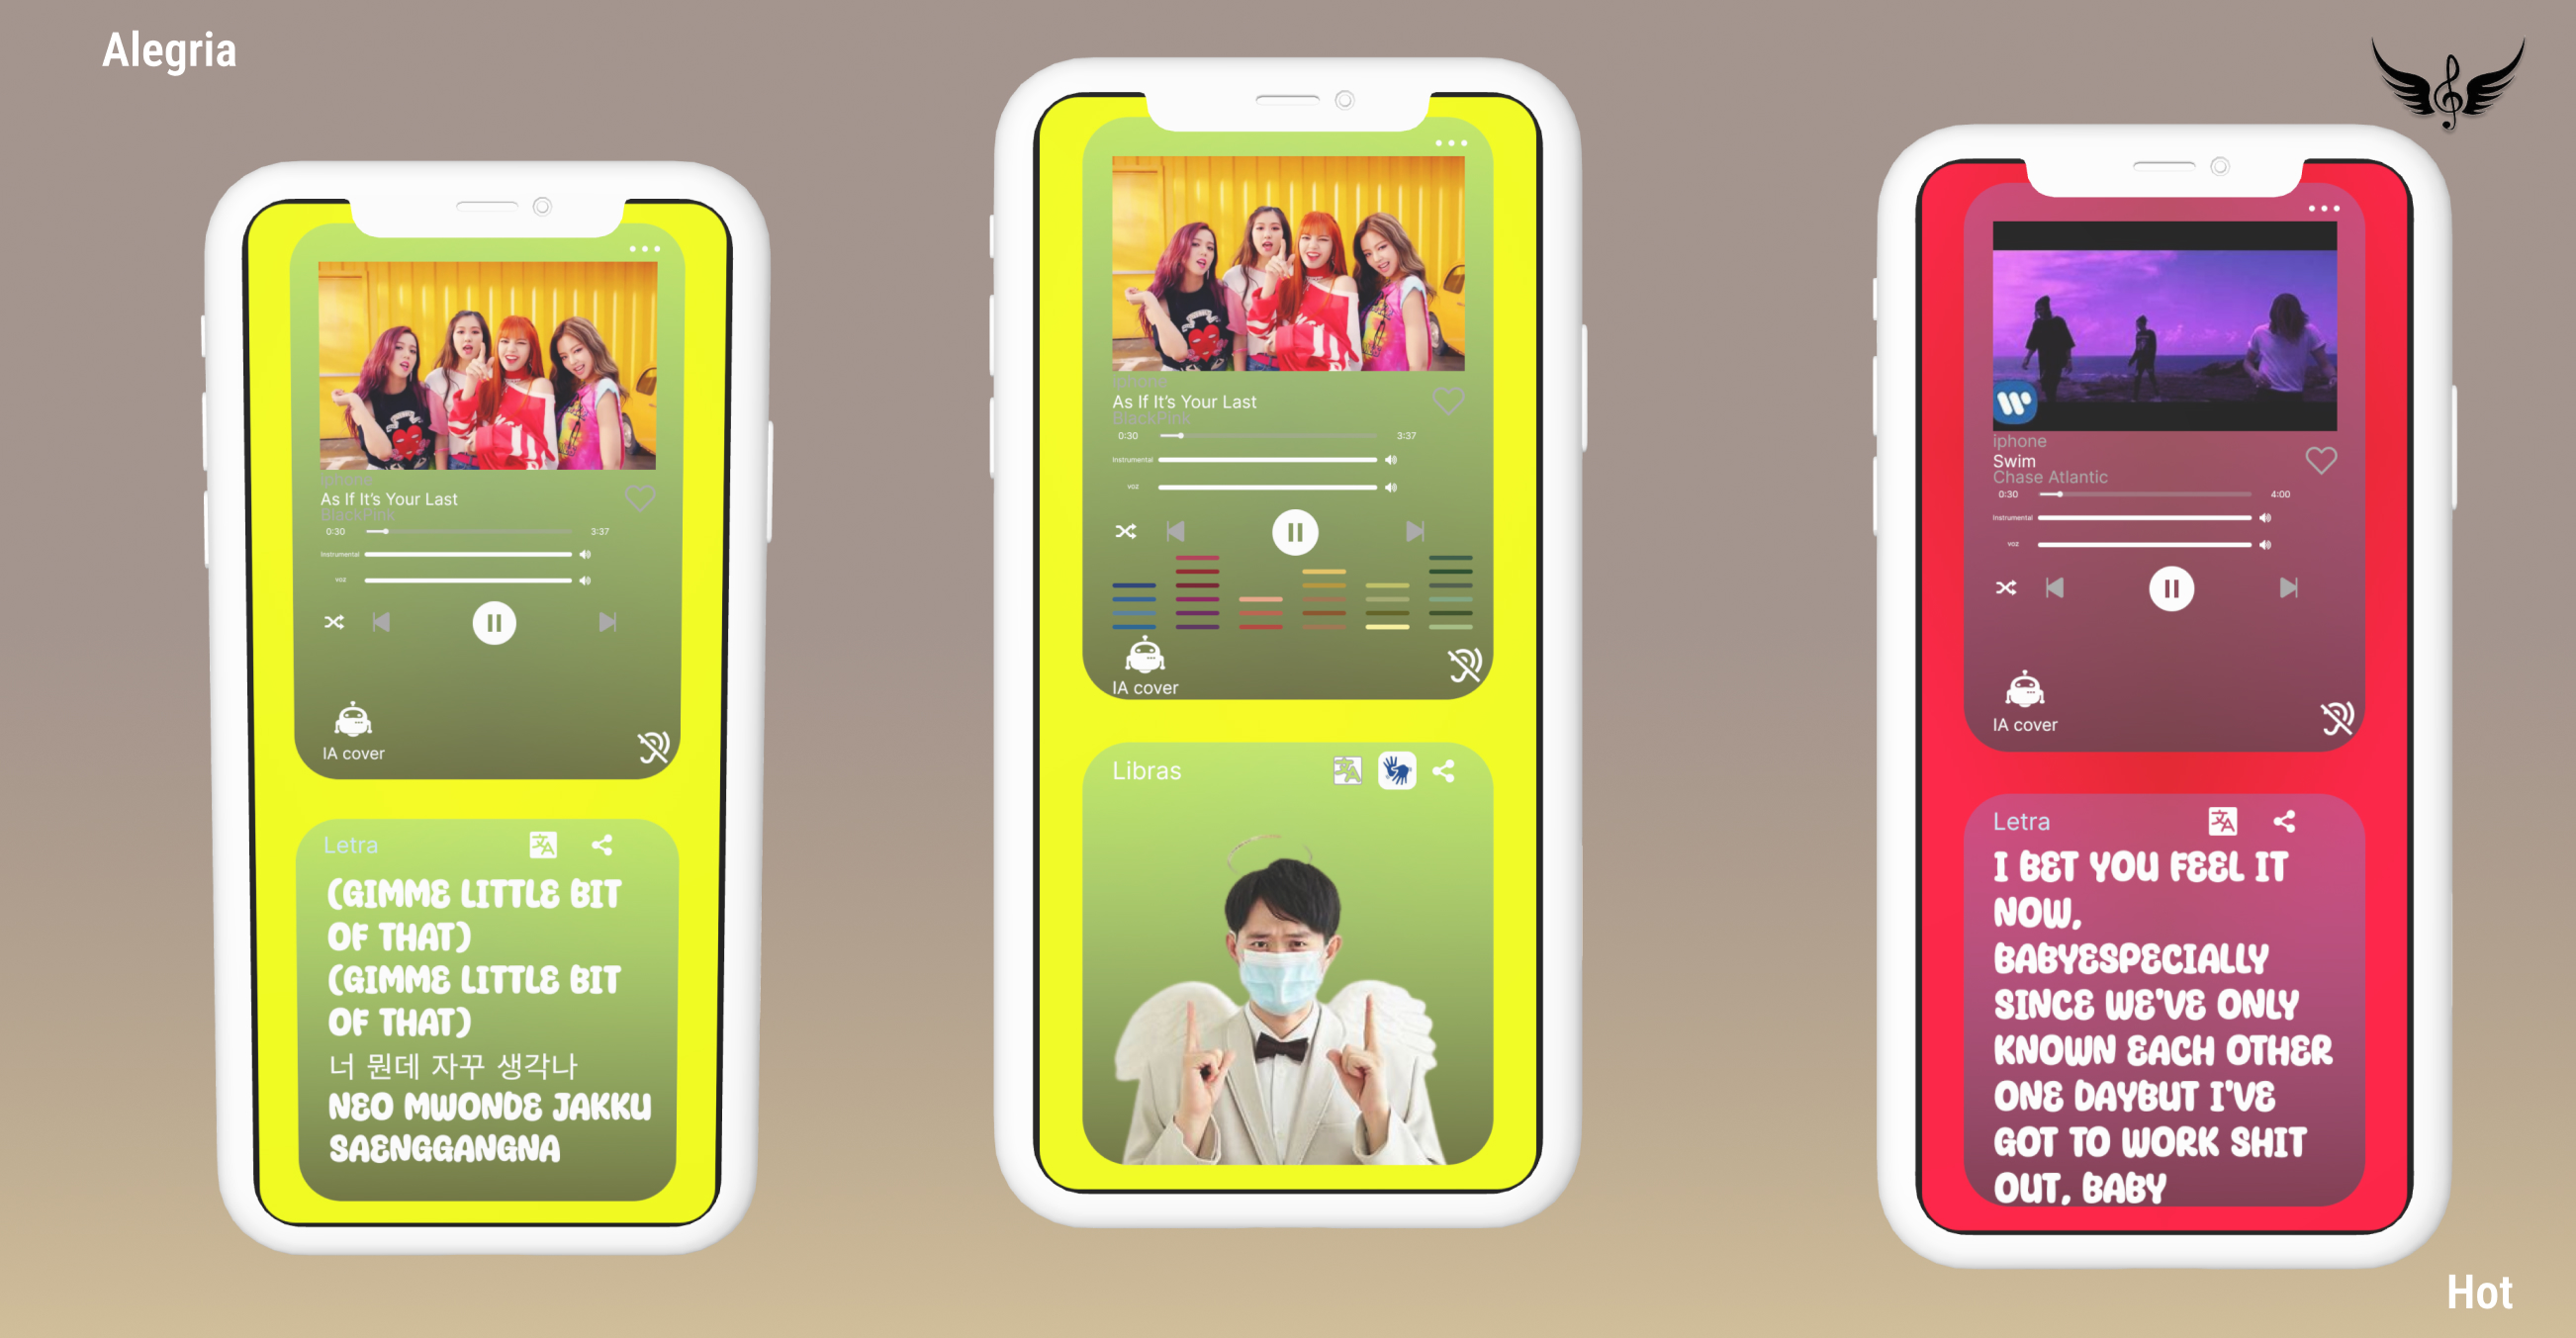 Alegria
iphone
As If It's Your Last
BlackPink
0:30
3:37
Instrumental
voz
IA cover
Letra
(GIMME LITTLE BIT
OF THAT)
(GIMME LITTLE BIT
OF THAT)
너 뭔데 자꾸 생각나
NEO MWONDE JAKKU
SAENGGANGNA
iphone
As If It's Your Last
BlackPink
0:30
3:37
Instrumental
voz
IA cover
Libras
iphone
Swim
Chase Atlantic
0:30
4:00
Instrumental
voz
IA cover
Letra
I BET YOU FEEL IT
NOW,
BABYESPECIALLY
SINCE WE'VE ONLY
KNOWN EACH OTHER
ONE DAYBUT I'VE
GOT TO WORK SHIT
OUT, BABY
Hot